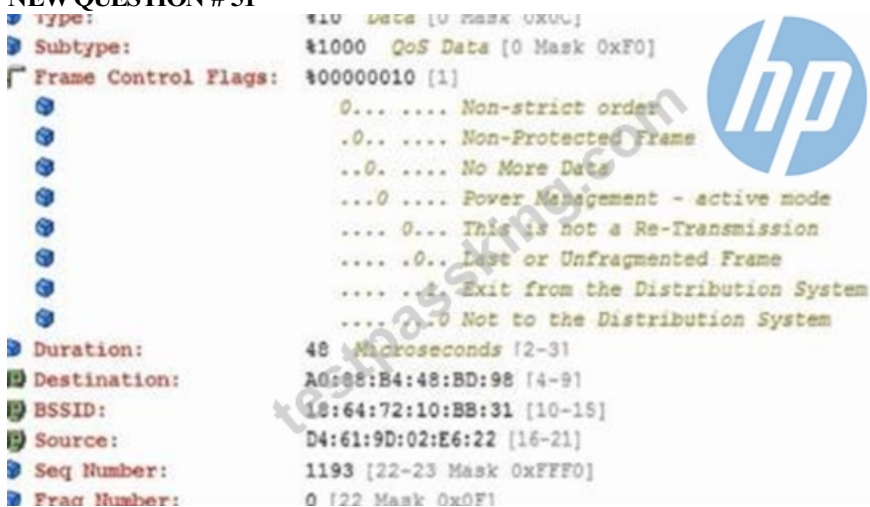 NEW QUESTION # 31
Type: %10 Data [0 Mask 0x0C]
Subtype: %1000 QoS Data [0 Mask 0xF0]
Frame Control Flags: %00000010 [1]
0... .... Non-strict order
.0.. .... Non-Protected Frame
..0. .... No More Data
...0 .... Power Management - active mode
.... 0... This is not a Re-Transmission
.... .0.. Last or Unfragmented Frame
.... .. Exit from the Distribution System
.... ...0 Not to the Distribution System
Duration: 48 Microseconds [2-3]
Destination: A0:88:B4:48:BD:98 [4-9]
BSSID: 18:64:72:10:BB:31 [10-15]
Source: D4:61:9D:02:E6:22 [16-21]
Seq Number: 1193 [22-23 Mask 0xFFF0]
Frag Number: 0 [22 Mask 0x0F]
hp
testpassking.com